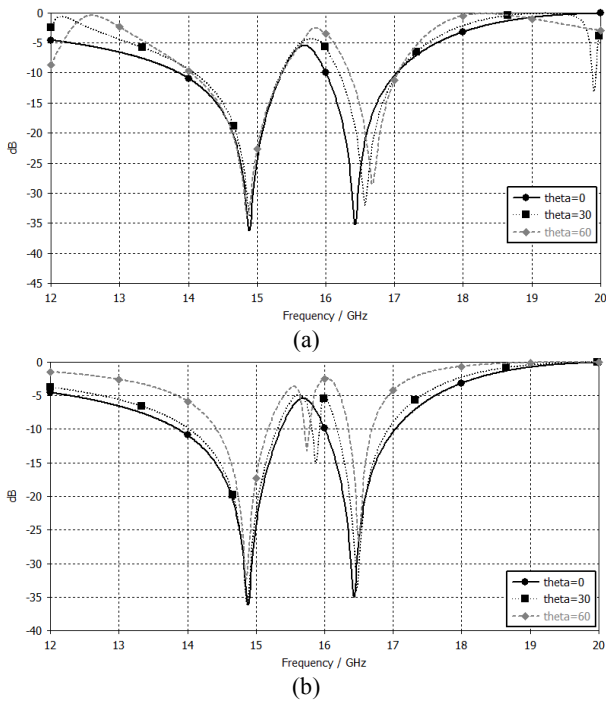 0
-5
-10
-15
-20
-25
-30
-35
-40
-45
dB
theta=0
theta=30
theta=60
12 13 14 15 16 17 18 19 20
Frequency / GHz
(a)
0
-5
-10
-15
-20
-25
-30
-35
-40
dB
theta=0
theta=30
theta=60
12 13 14 15 16 17 18 19 20
Frequency / GHz
(b)